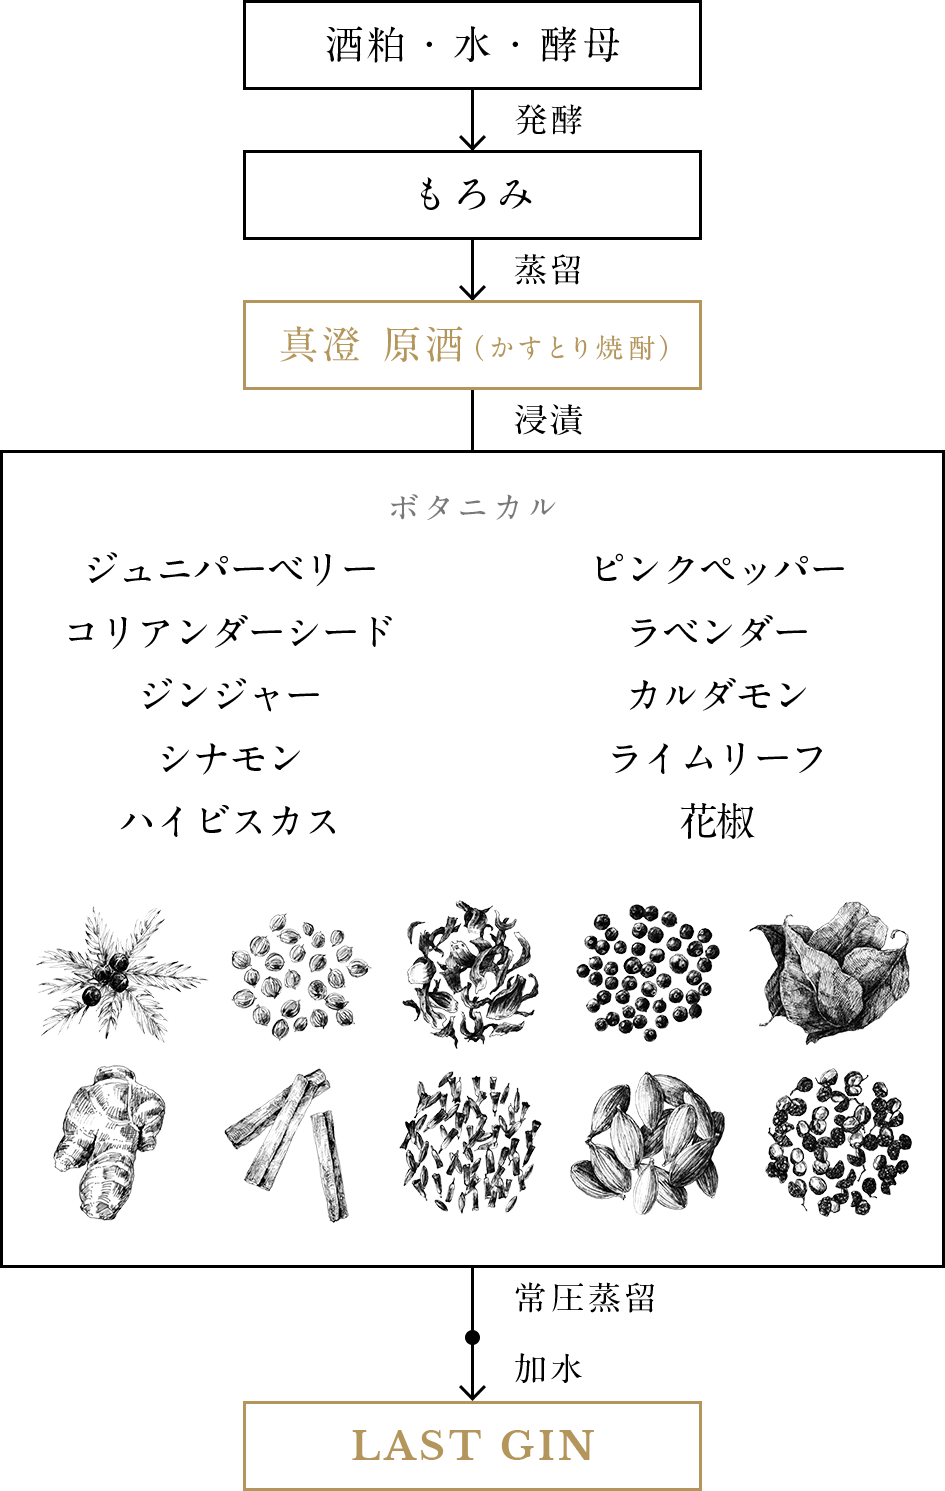 酒粕・水・酵母
発酵
もろみ
蒸留
真澄 原酒（かすとり焼酎）
浸漬
ボタニカル
ジュニパーベリー
コリアンダーシード
ジンジャー
シナモン
ハイビスカス
ピンクペッパー
ラベンダー
カルダモン
ライムリーフ
花椒
常圧蒸留
加水
LAST GIN